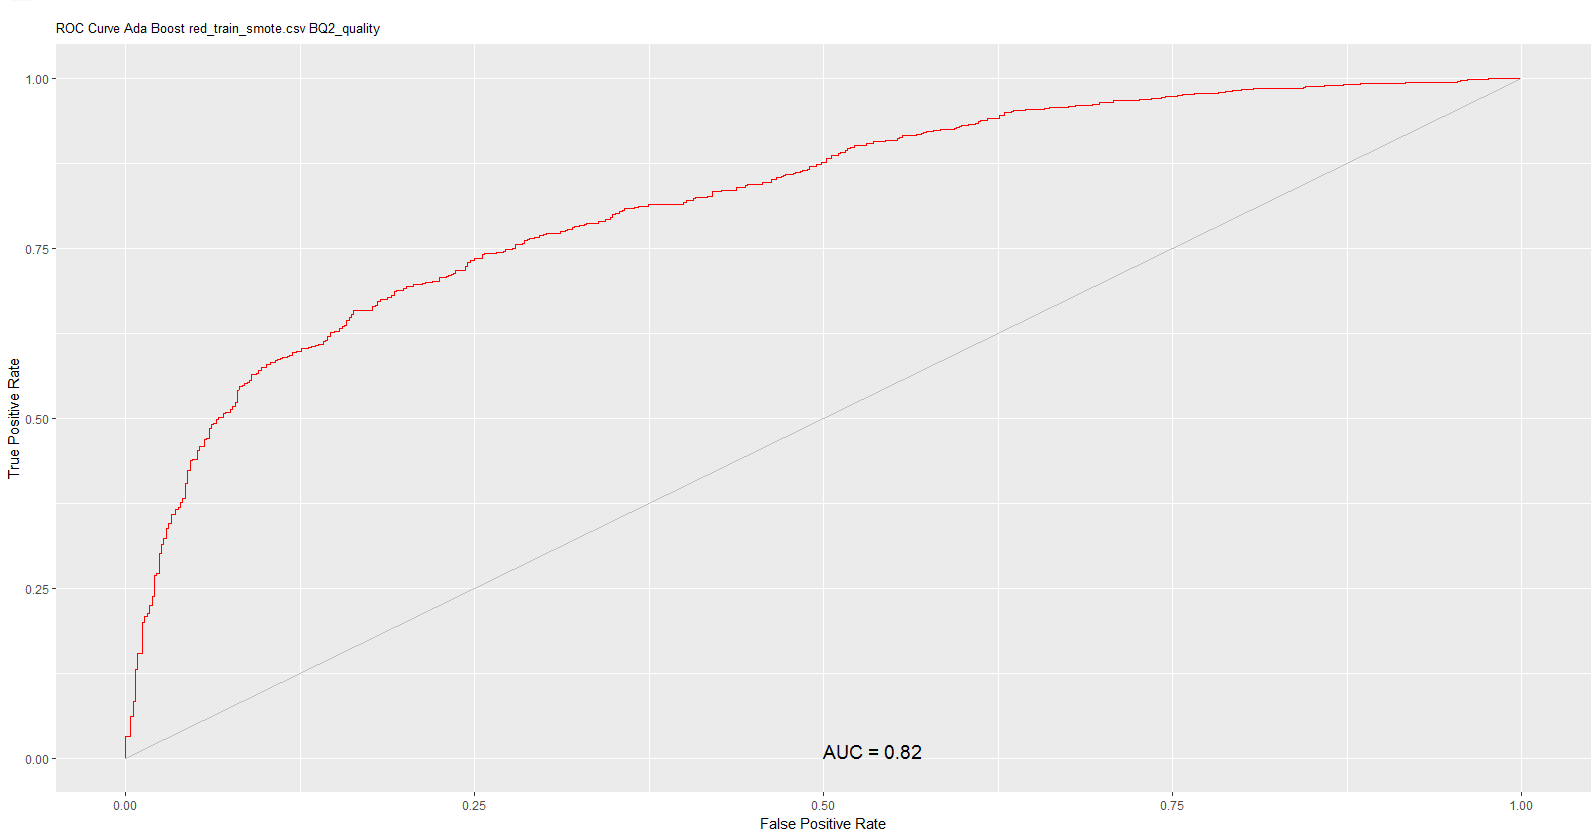 ROC Curve Ada Boost red_train_smote.csv BQ2_quality
1.00
0.75
0.50
0.25
0.00
True Positive Rate
AUC = 0.82
0.00 0.25 0.50 0.75 1.00
False Positive Rate